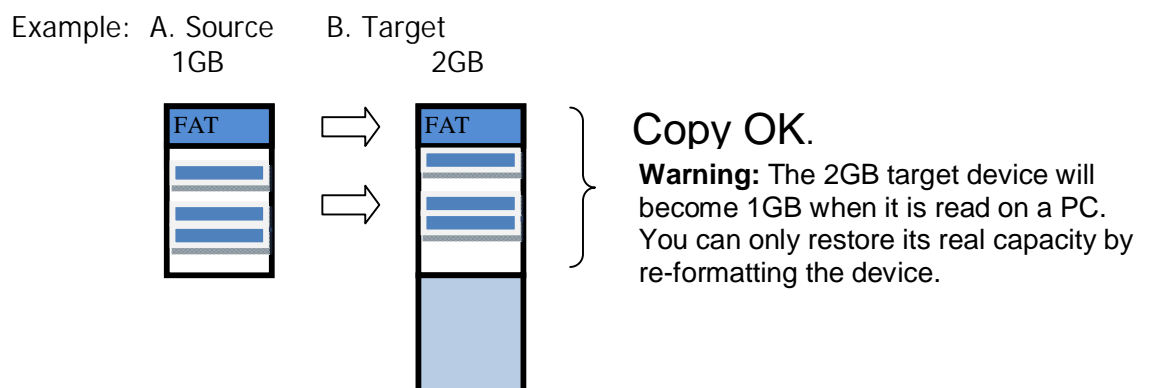 Example: A. Source B. Target
1GB 2GB
FAT FAT
Copy OK.
Warning: The 2GB target device will
become 1GB when it is read on a PC.
You can only restore its real capacity by
re-formatting the device.